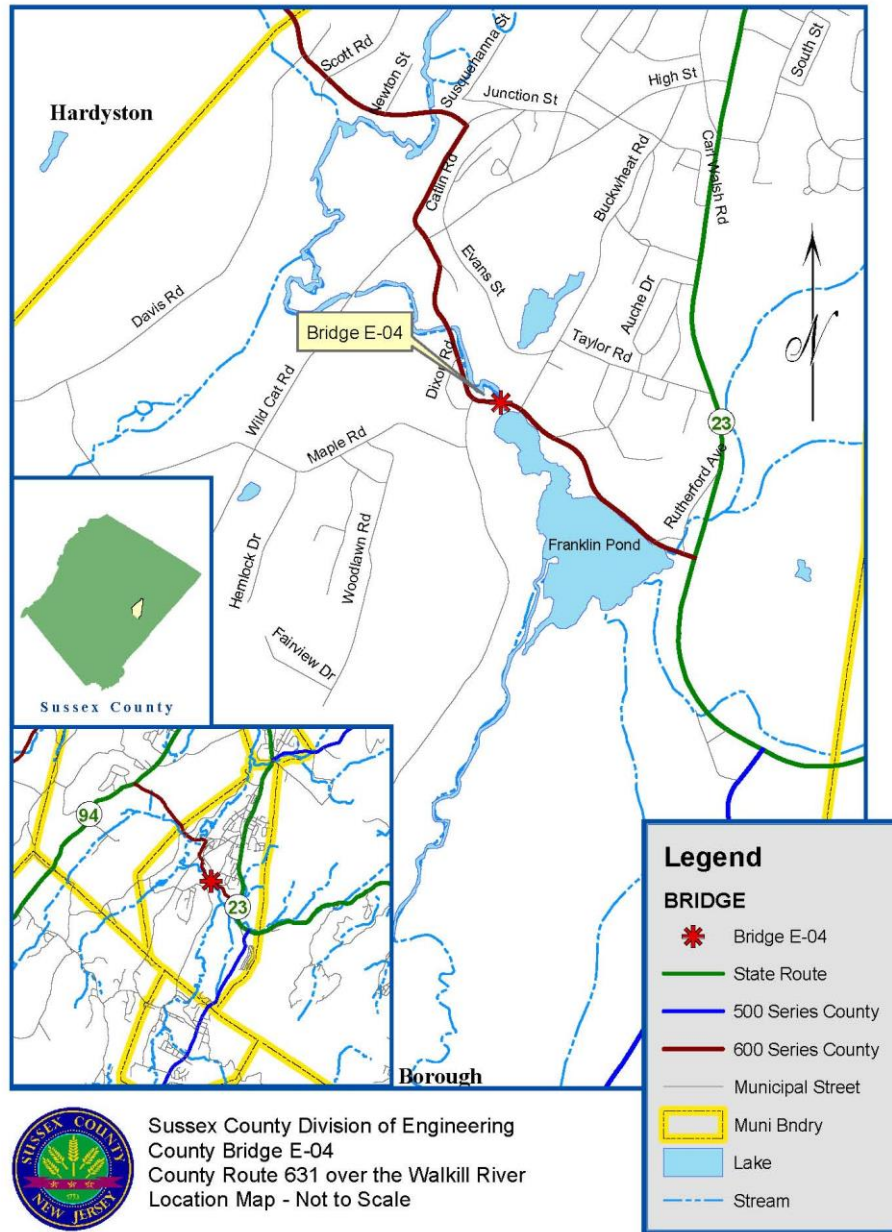 Hardyston
Scott Rd
Newton St
Susquehanna St
Junction St
High St
South St
Carl Walsh Rd
Catlin Rd
Buckwheat Rd
Evans St
Davis Rd
Auche Dr
Bridge E-04
Taylor Rd
Dixon Rd
Wild Cat Rd
N
23
Maple Rd
Rutherford Ave
Franklin Pond
Hemlock Dr
Woodlawn Rd
Fairview Dr
Sussex County
94
23
Borough
Legend
BRIDGE
Bridge E-04
State Route
500 Series County
600 Series County
Municipal Street
Muni Bndry
Lake
Stream
SUSSEX COUNTY
1753
NEW JERSEY
Sussex County Division of Engineering
County Bridge E-04
County Route 631 over the Walkill River
Location Map - Not to Scale